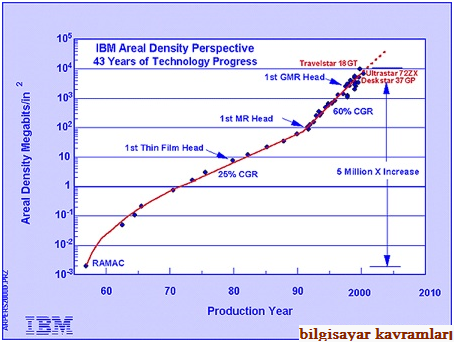 IBM Areal Density Perspective
43 Years of Technology Progress
Areal Density Megabits/in²
10⁵
10⁴
10³
10²
10
1
10⁻¹
10⁻²
10⁻³
Travelstar 18GT
Ultrastar 72ZX
Deskstar 37GP
1st GMR Head
60% CGR
1st MR Head
1st Thin Film Head
25% CGR
5 Million X Increase
RAMAC
60 70 80 90 2000 2010
Production Year
IBM
bilgisayar kavramları